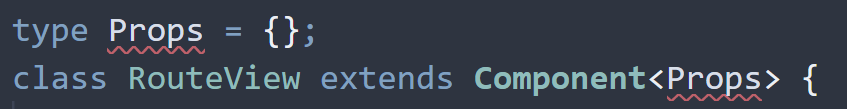 type Props = {};
class RouteView extends Component<Props> {